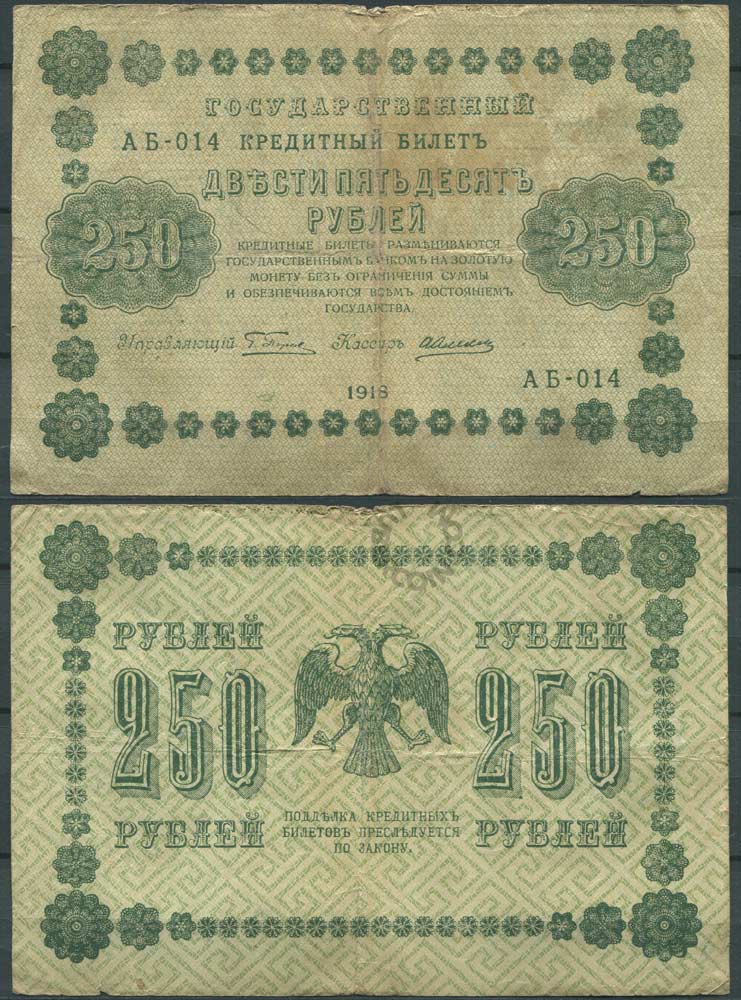 ГОСУДАРСТВЕННЫЙ
АБ-014 КРЕДИТНЫЙ БИЛЕТЪ
ДВѢСТИ ПЯТЬДЕСЯТЪ
РУБЛЕЙ
250 250
КРЕДИТНЫЕ БИЛЕТЫ РАЗМѢНИВАЮТСЯ
ГОСУДАРСТВЕННЫМЪ БАНКОМЪ НА ЗОЛОТУЮ
МОНЕТУ БЕЗЪ ОГРАНИЧЕНІЯ СУММЫ
И ОБЕЗПЕЧИВАЮТСЯ ВСѢМЪ ДОСТОЯНІЕМЪ
ГОСУДАРСТВА.
Управляющій Кассиръ
АБ-014
1918
РУБЛЕЙ РУБЛЕЙ
250 250
РУБЛЕЙ РУБЛЕЙ
ПОДДѢЛКА КРЕДИТНЫХЪ
БИЛЕТОВЪ ПРЕСЛѢДУЕТСЯ
ПО ЗАКОНУ.